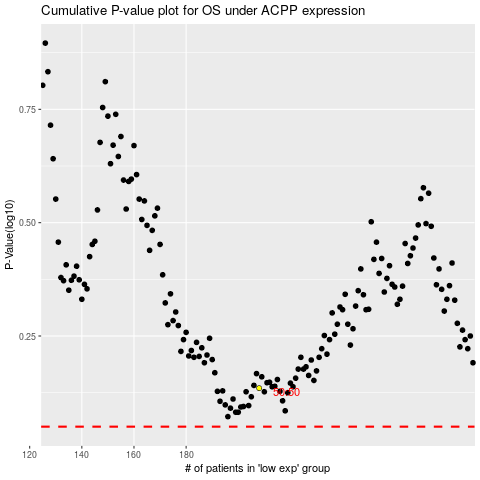 Cumulative P-value plot for OS under ACPP expression
P-Value(log10)
0.75
0.50
0.25
120 140 160 180
# of patients in 'low exp' group